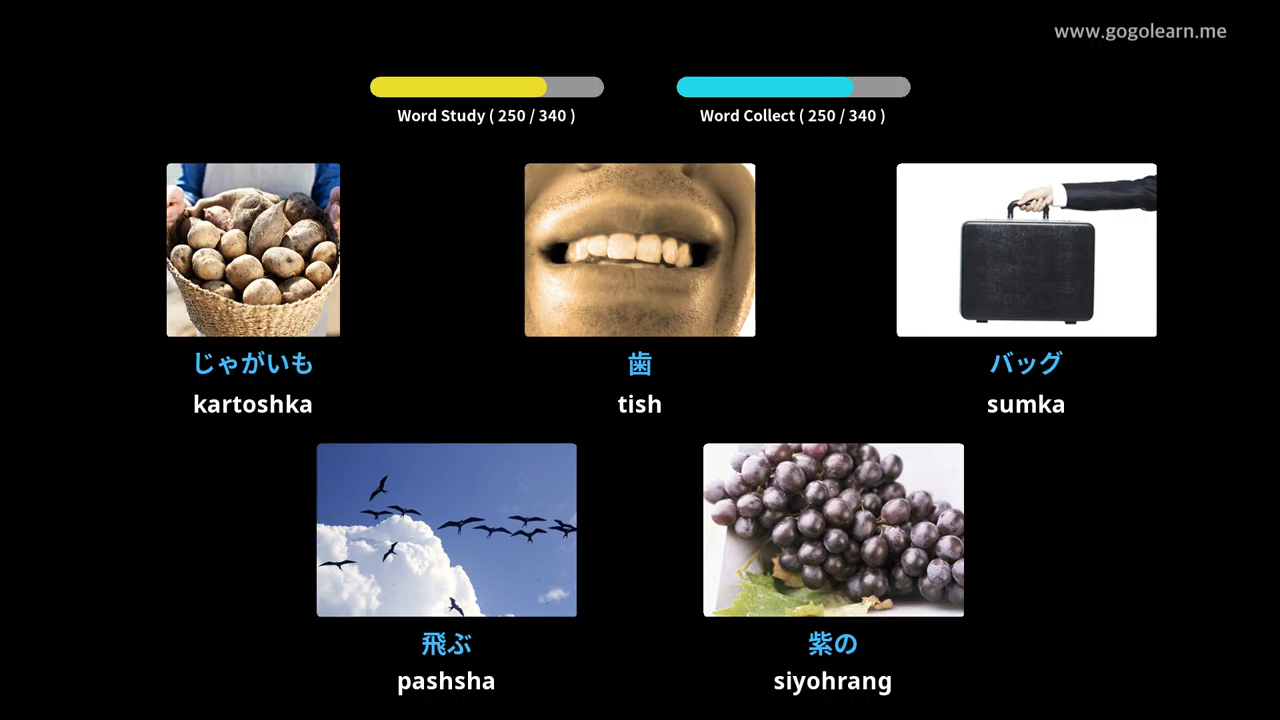 www.gogolearn.me
Word Study ( 250 / 340 )
Word Collect ( 250 / 340 )
じゃがいも
kartoshka
歯
tish
バッグ
sumka
飛ぶ
pashsha
紫の
siyohrang